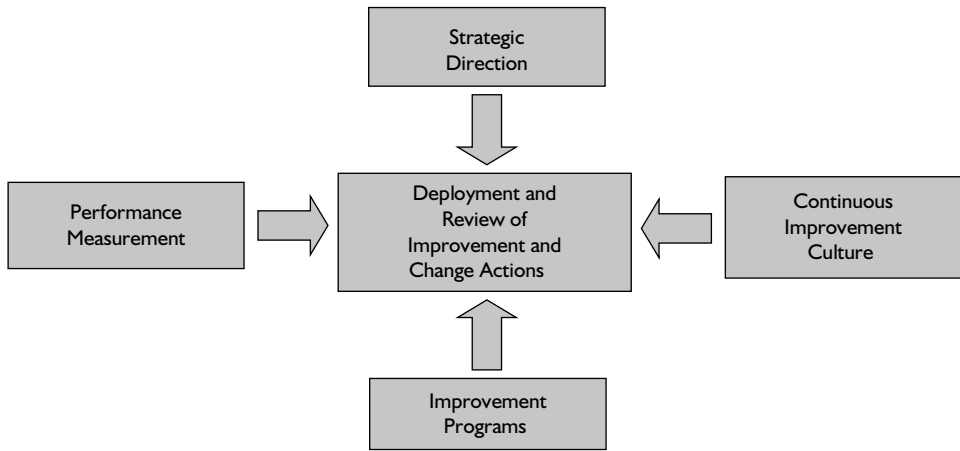 Strategic
Direction
Performance
Measurement
Deployment and
Review of
Improvement and
Change Actions
Continuous
Improvement
Culture
Improvement
Programs